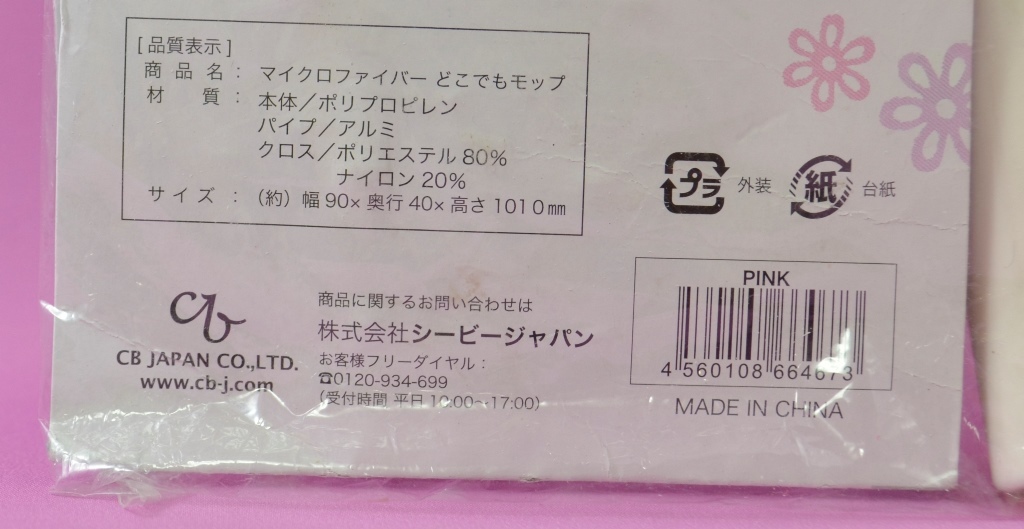 [品質表示]
商品名： マイクロファイバー どこでもモップ
材　質： 本体／ポリプロピレン
パイプ／アルミ
クロス／ポリエステル 80%
ナイロン 20%
サイズ： （約）幅 90× 奥行 40× 高さ 1010㎜
プラ 外装
紙 台紙
cb
CB JAPAN CO.,LTD.
www.cb-j.com
商品に関するお問い合わせは
株式会社シービージャパン
お客様フリーダイヤル：
☎0120-934-699
（受付時間 平日 10:00～17:00）
PINK
4 560108 664673
MADE IN CHINA